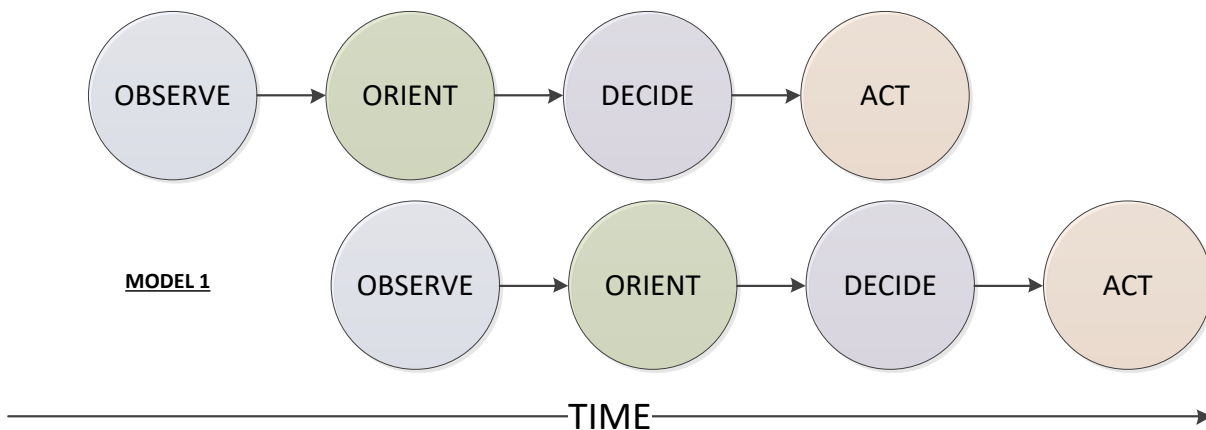 OBSERVE ORIENT DECIDE ACT
MODEL 1 OBSERVE ORIENT DECIDE ACT
TIME